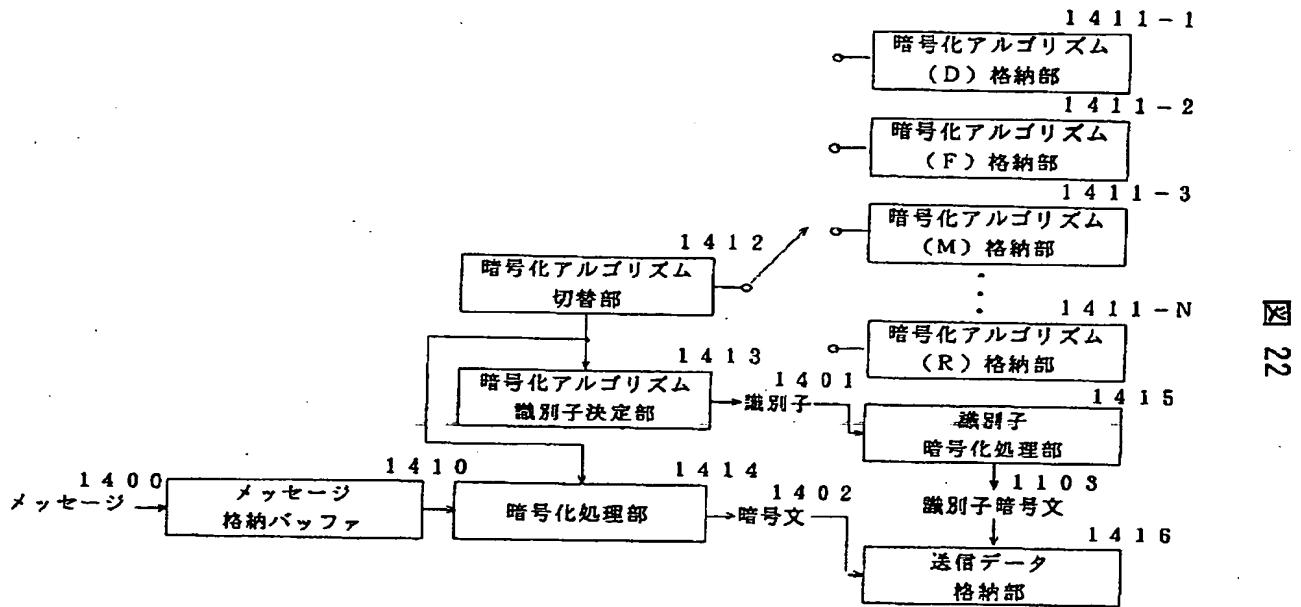 1411-1
暗号化アルゴリズム
(D)格納部
1411-2
暗号化アルゴリズム
(F)格納部
1411-3
暗号化アルゴリズム
(M)格納部
1411-N
暗号化アルゴリズム
(R)格納部
1412
暗号化アルゴリズム
切替部
1413
暗号化アルゴリズム
識別子決定部
1401
識別子
1415
識別子
暗号化処理部
1400
メッセージ
1410
メッセージ
格納バッファ
1414
暗号化処理部
1402
暗号文
1103
識別子暗号文
1416
送信データ
格納部
図 22